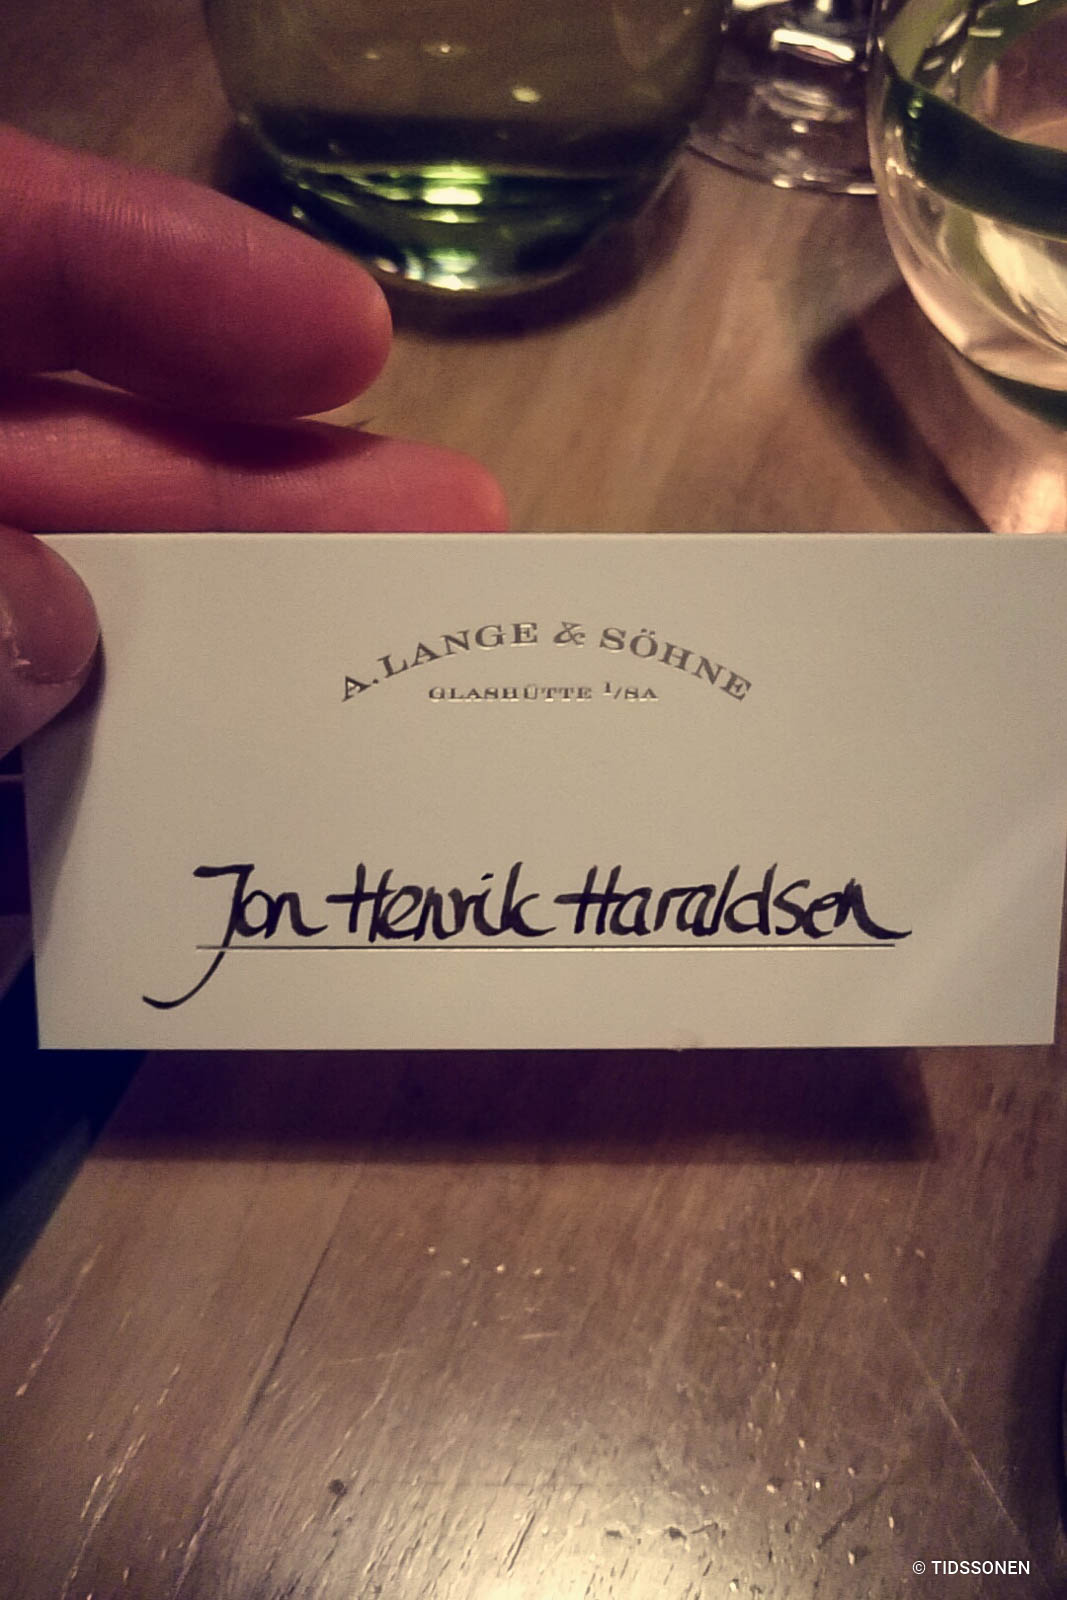 A. LANGE & SÖHNE
GLASHÜTTE I/SA
Jon Henrik Haraldsen
© TIDSSONEN